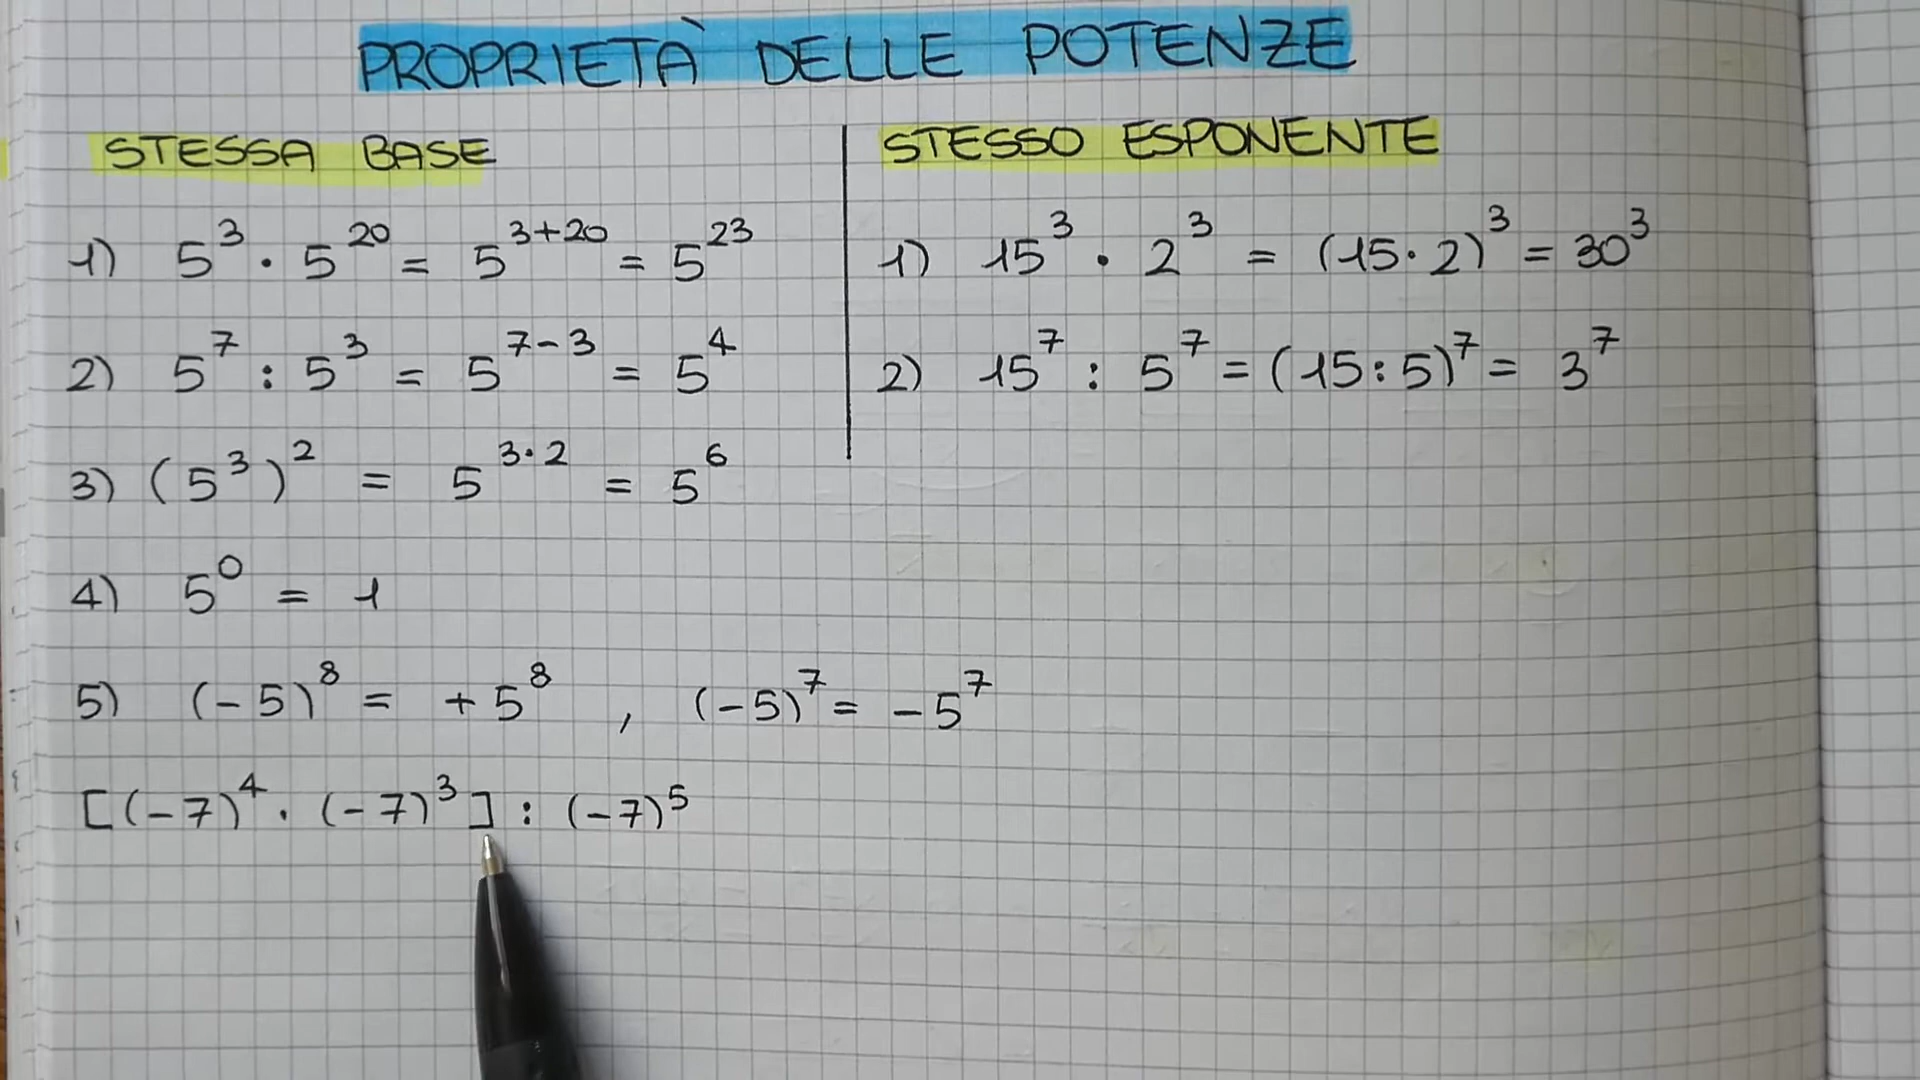 PROPRIETÀ DELLE POTENZE
STESSA BASE
1) 5³ · 5²⁰ = 5³⁺²⁰ = 5²³
2) 5⁷ : 5³ = 5⁷⁻³ = 5⁴
3) (5³)² = 5³·² = 5⁶
4) 5⁰ = 1
5) (-5)⁸ = +5⁸ , (-5)⁷ = -5⁷
[(-7)⁴ · (-7)³] : (-7)⁵
STESSO ESPONENTE
1) 15³ · 2³ = (15·2)³ = 30³
2) 15⁷ : 5⁷ = (15:5)⁷ = 3⁷